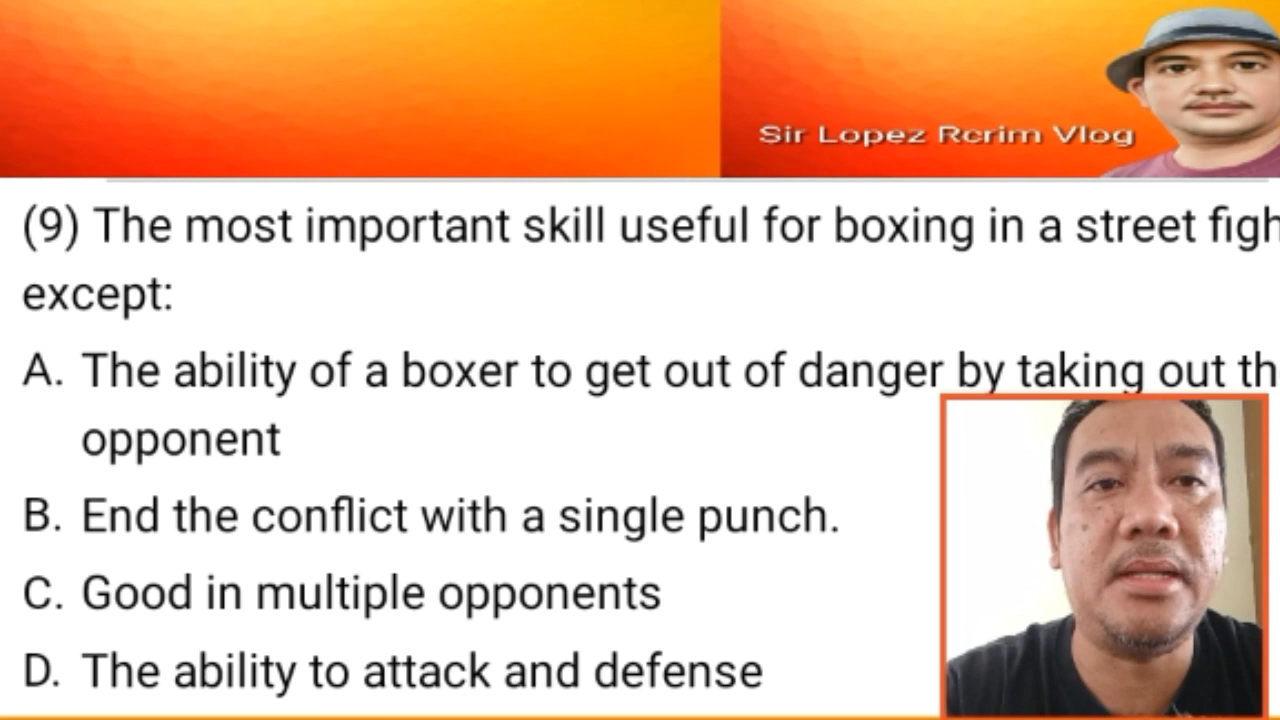 Sir Lopez Rcrim Vlog
(9) The most important skill useful for boxing in a street
except:
A. The ability of a boxer to get out of danger by taking out
opponent
B. End the conflict with a single punch.
C. Good in multiple opponents
D. The ability to attack and defense